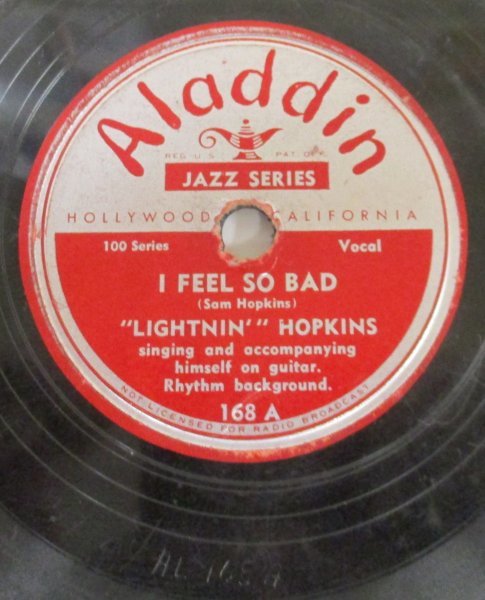 Aladdin
REG. U.S. PAT. OFF.
JAZZ SERIES
HOLLYWOOD CALIFORNIA
100 Series Vocal
I FEEL SO BAD
(Sam Hopkins)
"LIGHTNIN'" HOPKINS
singing and accompanying
himself on guitar.
Rhythm background.
168 A
NOT LICENSED FOR RADIO BROADCAST